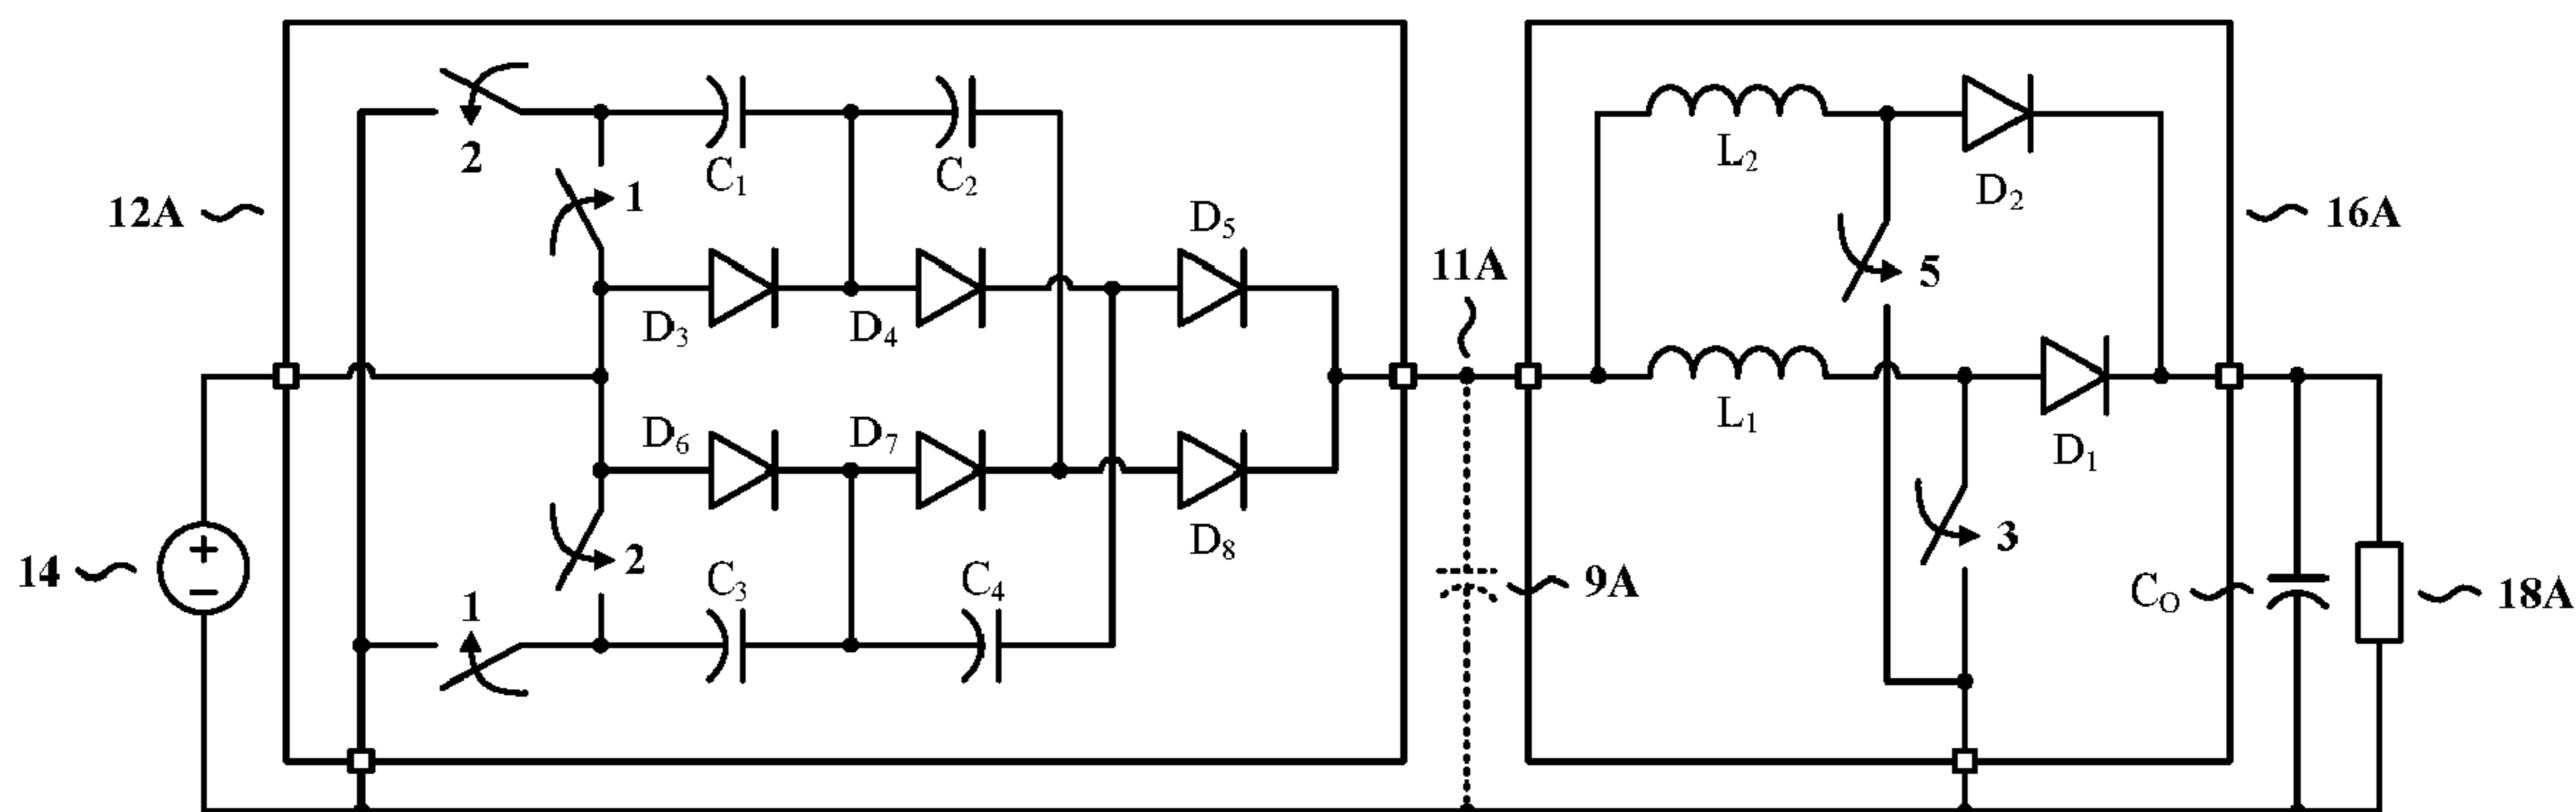 2
C₁
C₂
L₂
D₂
12A
1
D₅
16A
11A
5
D₃
D₄
D₆
D₇
L₁
D₁
14
2
C₃
C₄
D₈
3
1
9A
C_O
18A